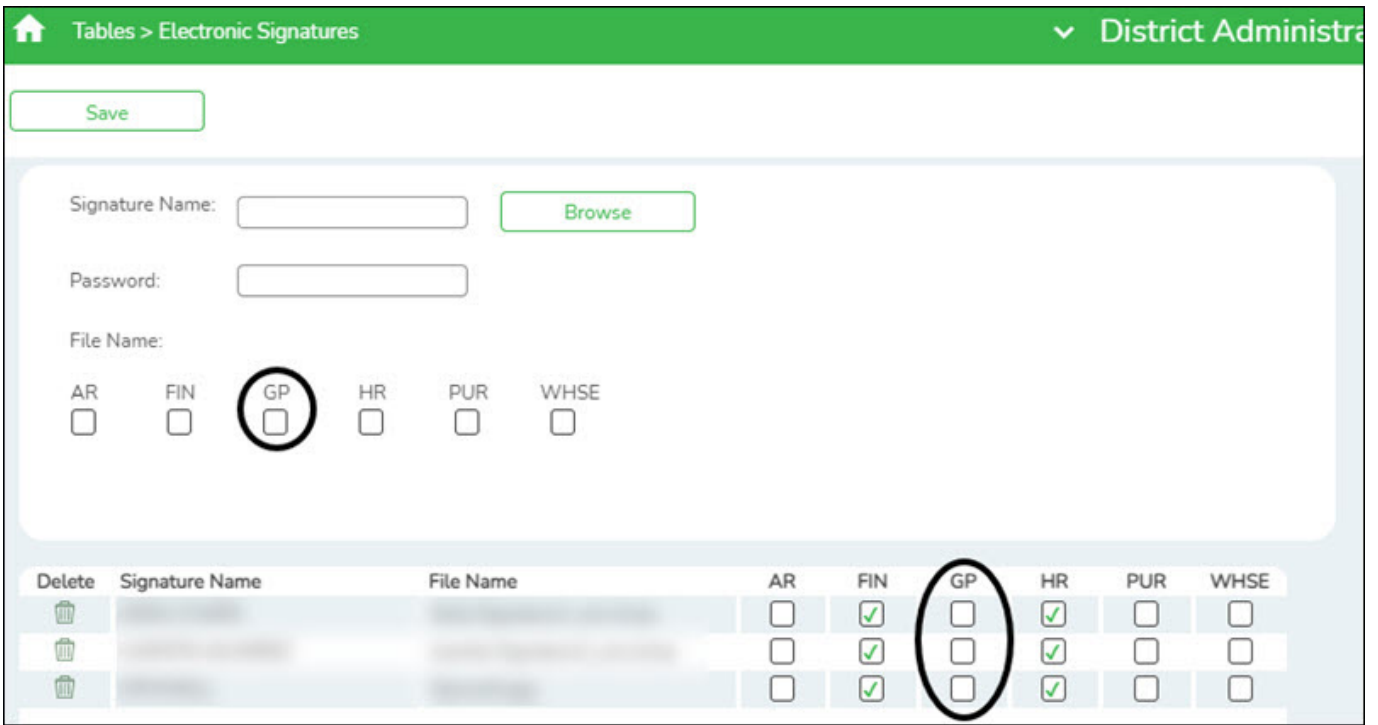 Tables > Electronic Signatures District Administra
Save
Signature Name: Browse
Password:
File Name:
AR FIN GP HR PUR WHSE
Delete Signature Name File Name AR FIN GP HR PUR WHSE